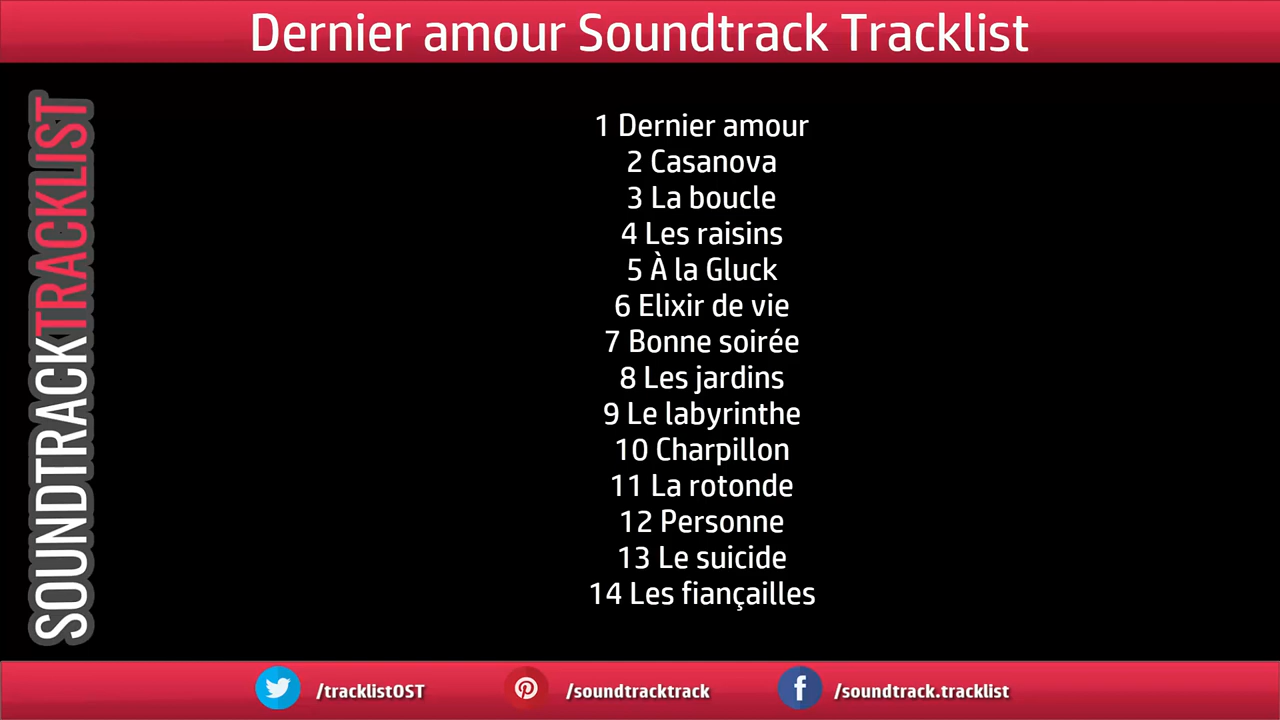 Dernier amour Soundtrack Tracklist
SOUNDTRACKTRACKLIST
1 Dernier amour
2 Casanova
3 La boucle
4 Les raisins
5 À la Gluck
6 Elixir de vie
7 Bonne soirée
8 Les jardins
9 Le labyrinthe
10 Charpillon
11 La rotonde
12 Personne
13 Le suicide
14 Les fiançailles
/tracklistOST
/soundtracktrack
/soundtrack.tracklist